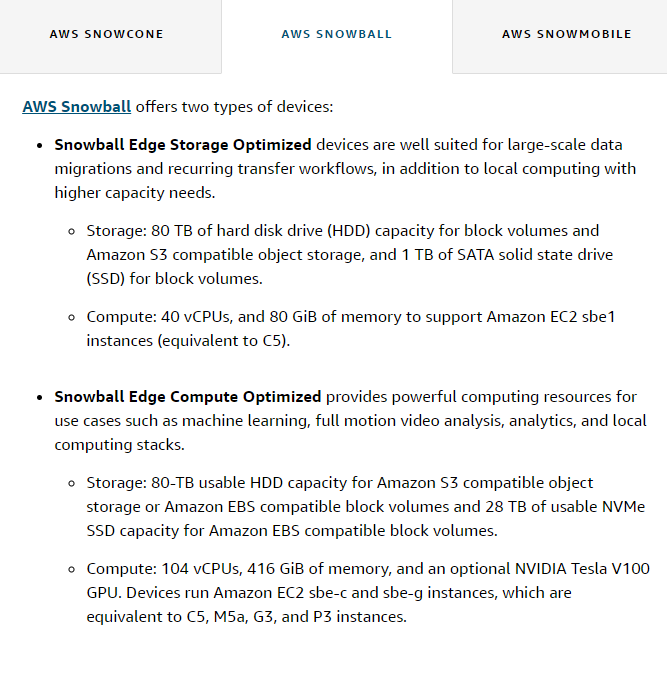 AWS SNOWCONE
AWS SNOWBALL
AWS SNOWMOBILE
AWS Snowball offers two types of devices:
• Snowball Edge Storage Optimized devices are well suited for large-scale data
migrations and recurring transfer workflows, in addition to local computing with
higher capacity needs.
◦ Storage: 80 TB of hard disk drive (HDD) capacity for block volumes and
Amazon S3 compatible object storage, and 1 TB of SATA solid state drive
(SSD) for block volumes.
◦ Compute: 40 vCPUs, and 80 GiB of memory to support Amazon EC2 sbe1
instances (equivalent to C5).
• Snowball Edge Compute Optimized provides powerful computing resources for
use cases such as machine learning, full motion video analysis, analytics, and local
computing stacks.
◦ Storage: 80-TB usable HDD capacity for Amazon S3 compatible object
storage or Amazon EBS compatible block volumes and 28 TB of usable NVMe
SSD capacity for Amazon EBS compatible block volumes.
◦ Compute: 104 vCPUs, 416 GiB of memory, and an optional NVIDIA Tesla V100
GPU. Devices run Amazon EC2 sbe-c and sbe-g instances, which are
equivalent to C5, M5a, G3, and P3 instances.